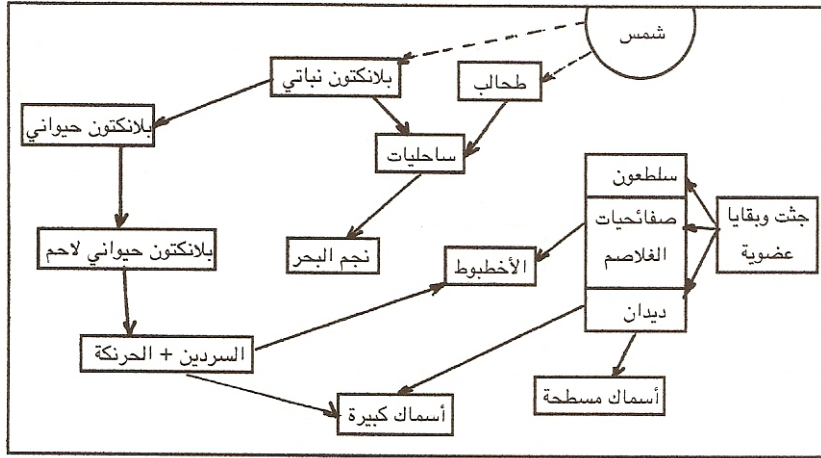 شمس
بلانكتون نباتي
طحالب
بلانكتون حيواني
ساحليات
سلطعون
صفائحيات
الغلاصم
جثت وبقايا
عضوية
بلانكتون حيواني لاحم
نجم البحر
الأخطبوط
ديدان
السردين + الحرنكة
أسماك كبيرة
أسماك مسطحة